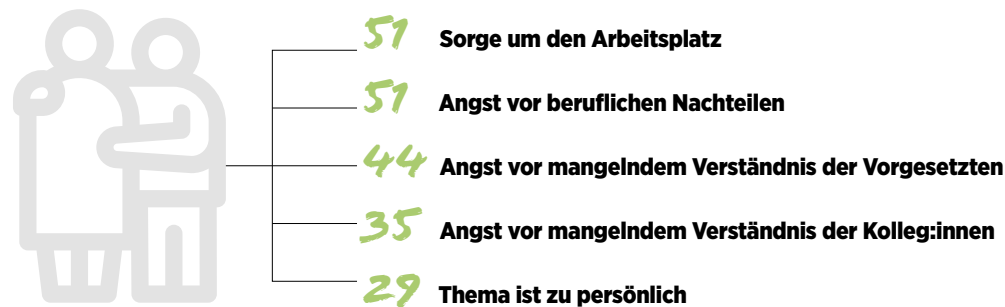 51 Sorge um den Arbeitsplatz
51 Angst vor beruflichen Nachteilen
44 Angst vor mangelndem Verständnis der Vorgesetzten
35 Angst vor mangelndem Verständnis der Kolleg:innen
29 Thema ist zu persönlich